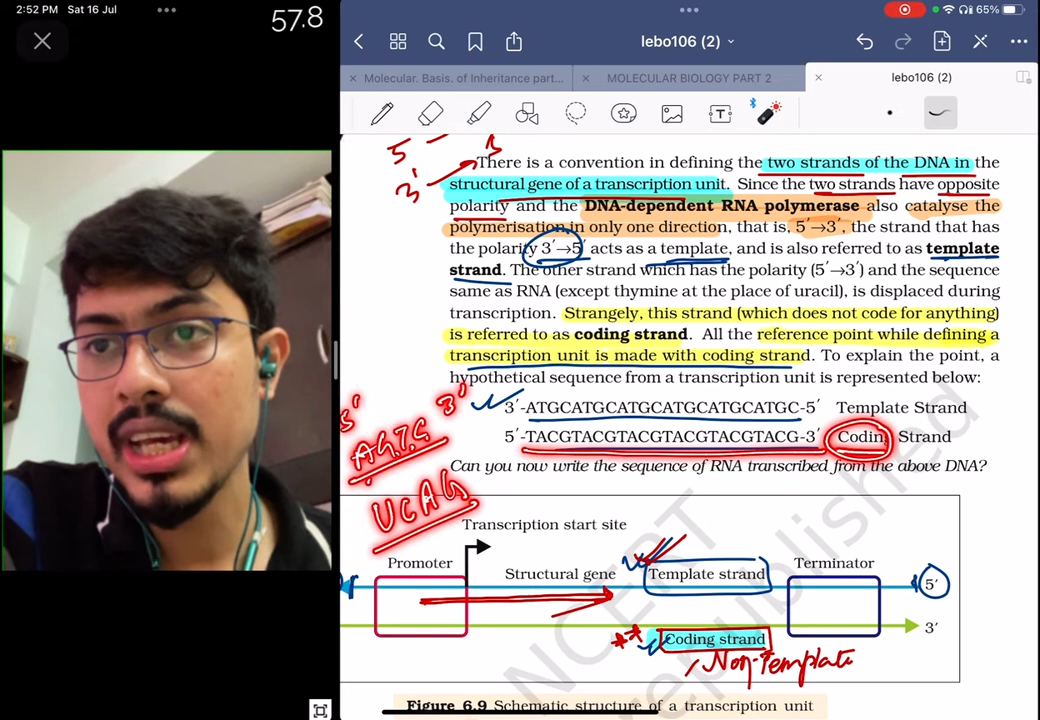 2:52 PM Sat 16 Jul
57.8
65%
lebo106 (2)
Molecular. Basis. of Inheritance part...
MOLECULAR BIOLOGY PART 2
lebo106 (2)
5 3
3'
There is a convention in defining the two strands of the DNA in the
structural gene of a transcription unit. Since the two strands have opposite
polarity and the DNA-dependent RNA polymerase also catalyse the
polymerisation in only one direction, that is, 5'→3', the strand that has
the polarity 3'→5' acts as a template, and is also referred to as template
strand. The other strand which has the polarity (5'→3') and the sequence
same as RNA (except thymine at the place of uracil), is displaced during
transcription. Strangely, this strand (which does not code for anything)
is referred to as coding strand. All the reference point while defining a
transcription unit is made with coding strand. To explain the point, a
hypothetical sequence from a transcription unit is represented below:
3'-ATGCATGCATGCATGCATGCATGC-5' Template Strand
5'-TACGTACGTACGTACGTACGTACG-3' Coding Strand
5' AGTC 3'
UCAG
Can you now write the sequence of RNA transcribed from the above DNA?
Transcription start site
Promoter
Structural gene
Template strand
Terminator
5'
3'
Coding strand
Non-Template
NCERT
republished
Figure 6.9 Schematic structure of a transcription unit